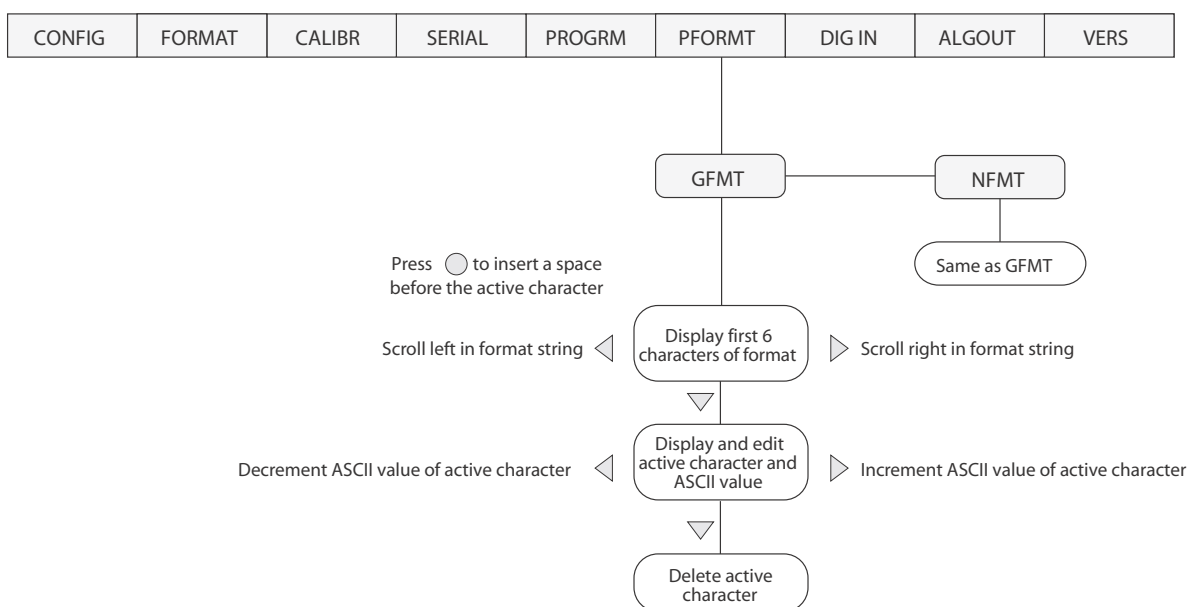 CONFIG FORMAT CALIBR SERIAL PROGRM PFORMT DIG IN ALGOUT VERS
GFMT NFMT
Same as GFMT
Press to insert a space
before the active character
Display first 6
characters of format
Scroll left in format string
Scroll right in format string
Display and edit
active character and
ASCII value
Decrement ASCII value of active character
Increment ASCII value of active character
Delete active
character